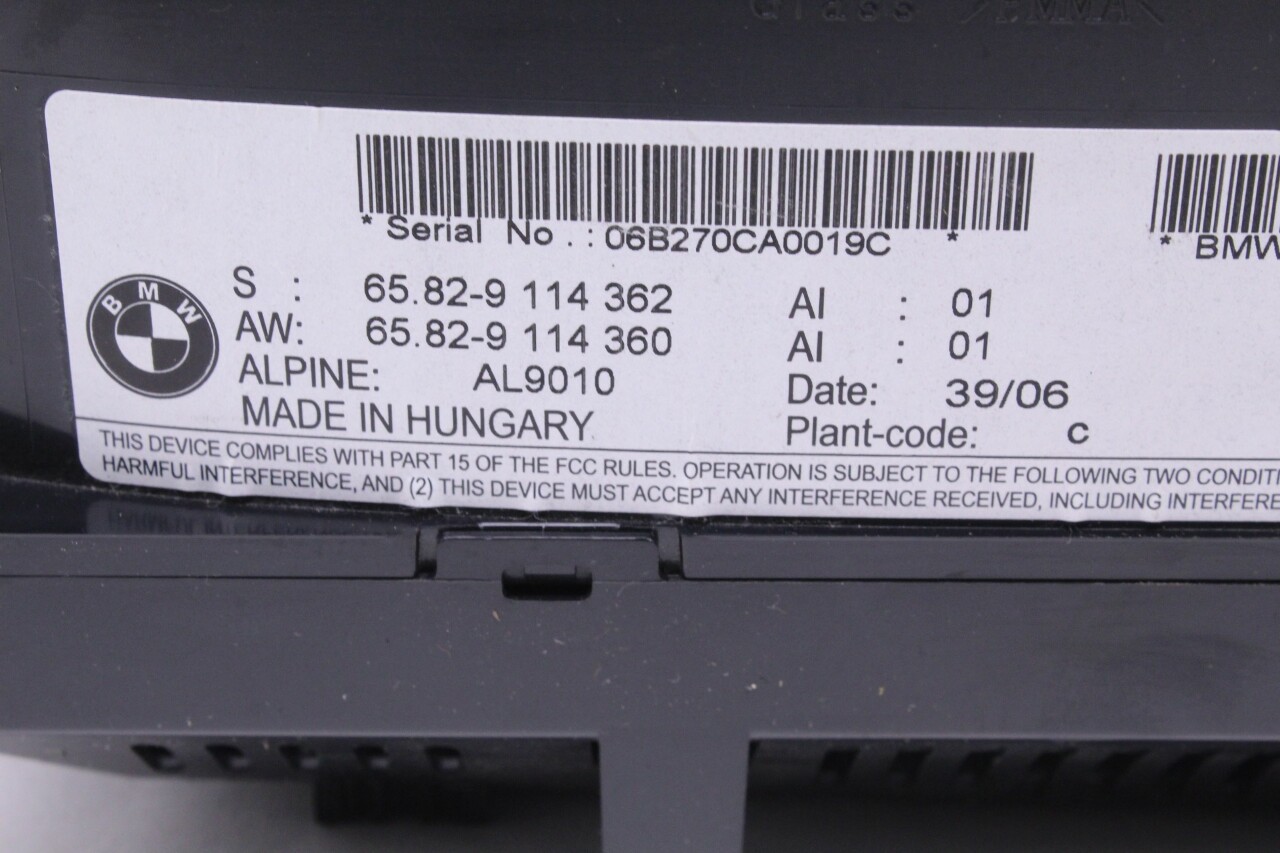 * Serial No . : 06B270CA0019C * * BMW
BMW
S : 65.82-9 114 362 AI : 01
AW: 65.82-9 114 360 AI : 01
ALPINE: AL9010 Date: 39/06
MADE IN HUNGARY Plant-code: C
THIS DEVICE COMPLIES WITH PART 15 OF THE FCC RULES. OPERATION IS SUBJECT TO THE FOLLOWING TWO CONDITI
HARMFUL INTERFERENCE, AND (2) THIS DEVICE MUST ACCEPT ANY INTERFERENCE RECEIVED, INCLUDING INTERFERE